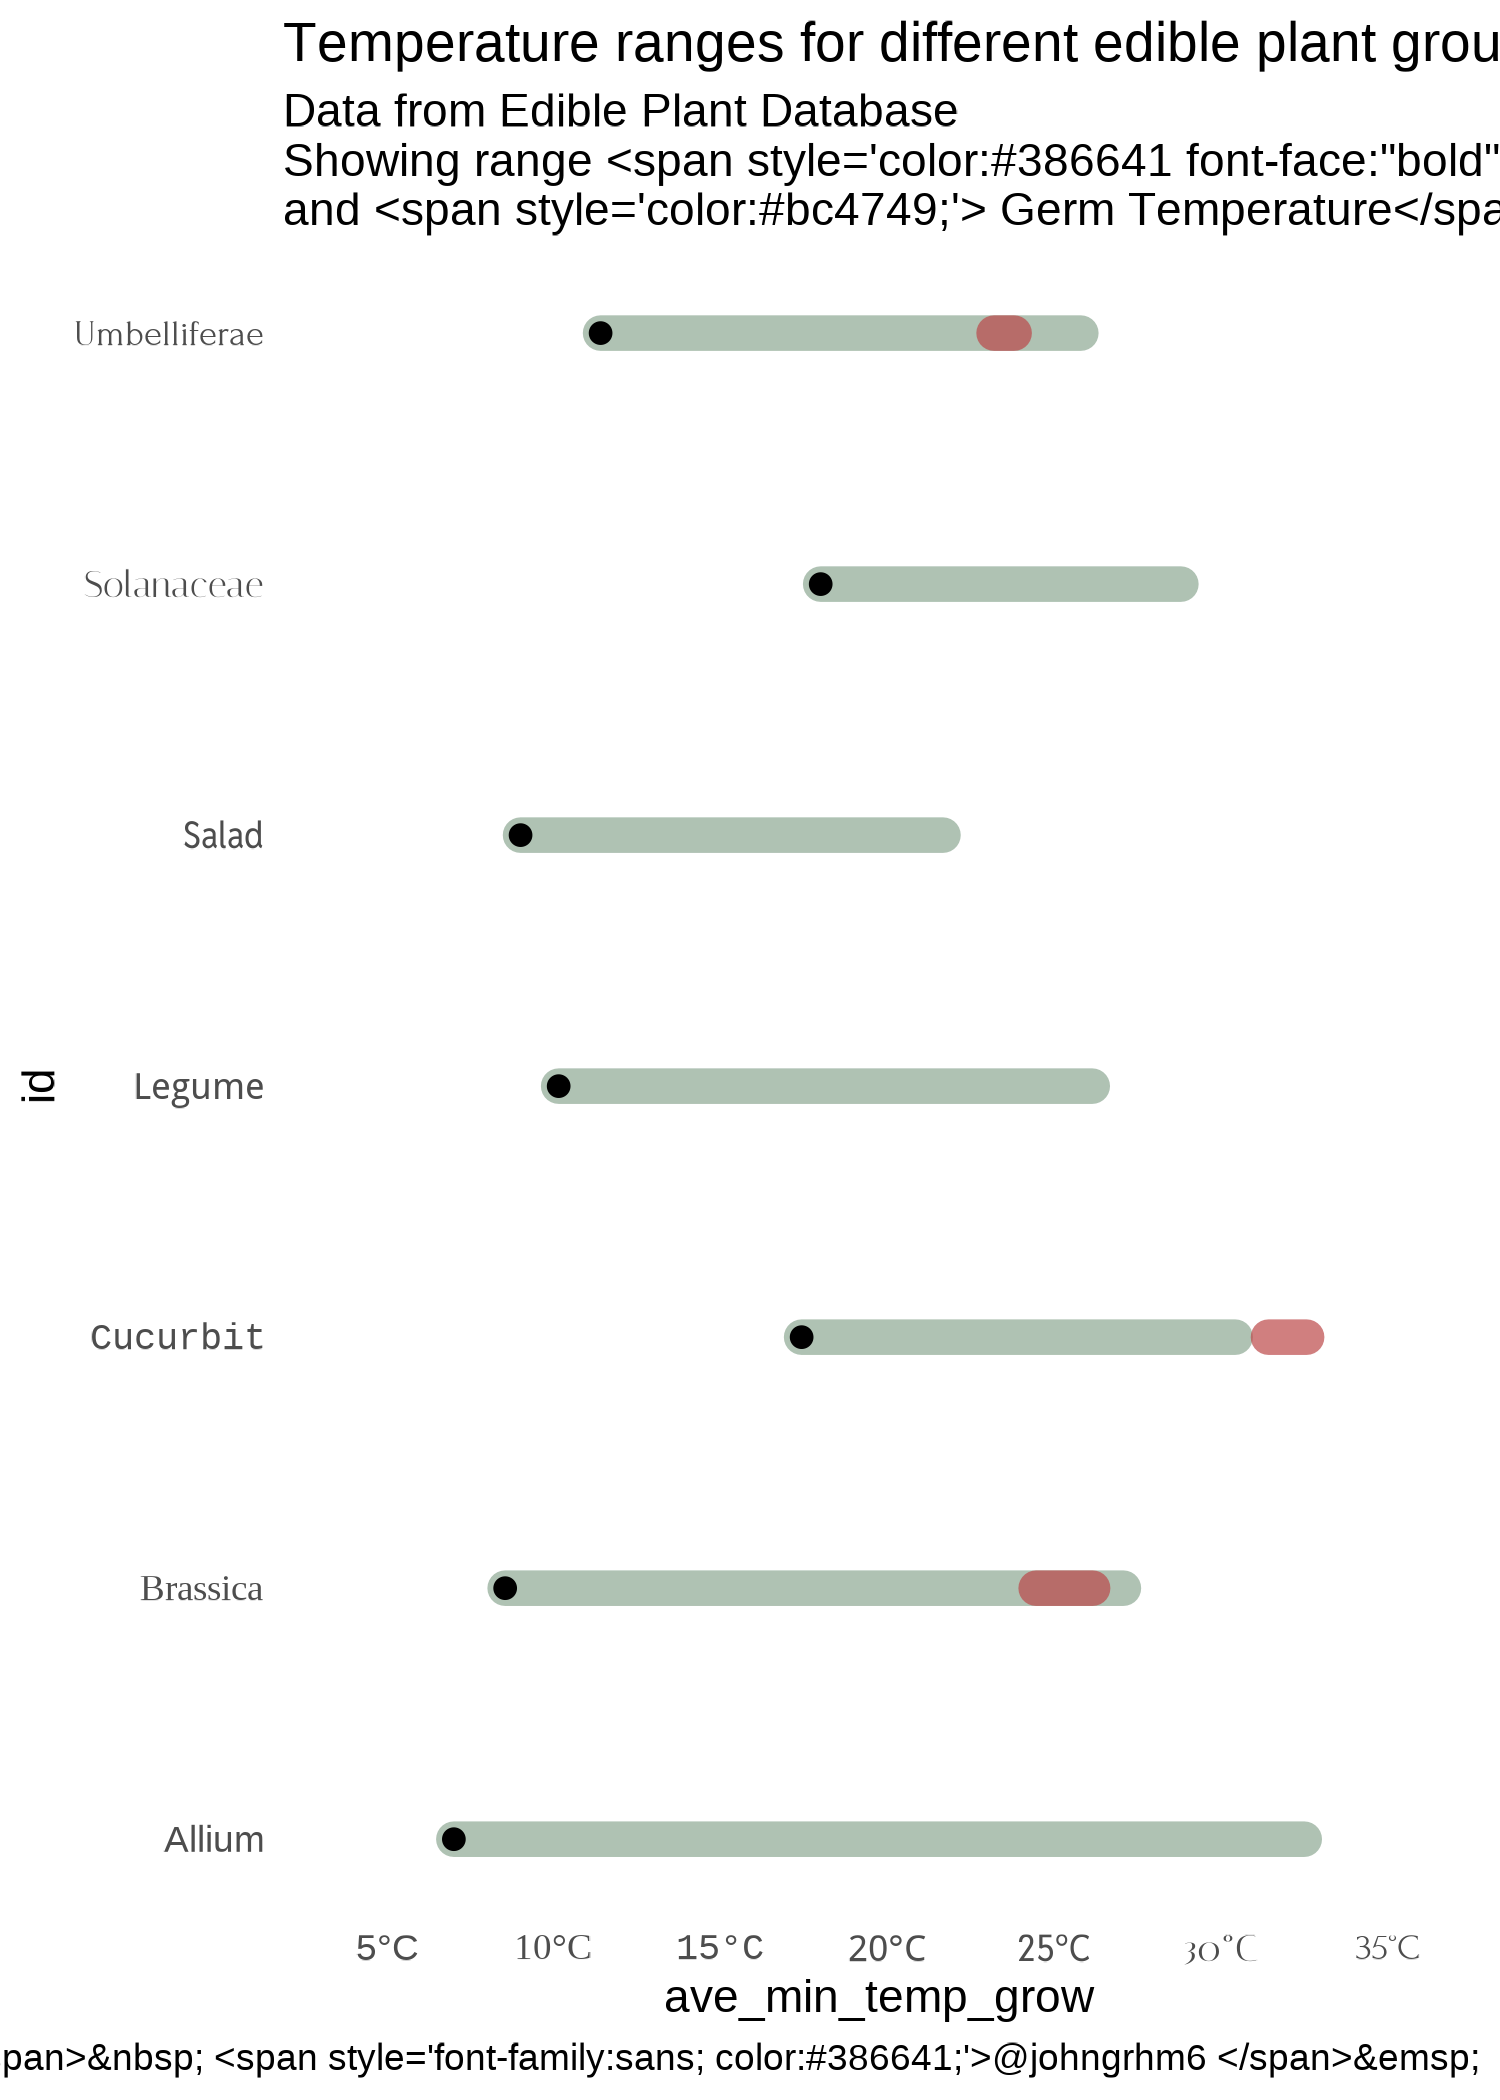 Temperature ranges for different edible plant grou
Data from Edible Plant Database
Showing range <span style='color:#386641 font-face:"bold"
and <span style='color:#bc4749;'> Germ Temperature</spa
Umbelliferae
Solanaceae
Salad
Legume
id
Cucurbit
Brassica
Allium
5°C 10°C 15°C 20°C 25°C 30°C 35°C
ave_min_temp_grow
pan>&nbsp; <span style='font-family:sans; color:#386641;'>@johngrhm6 </span>&emsp;